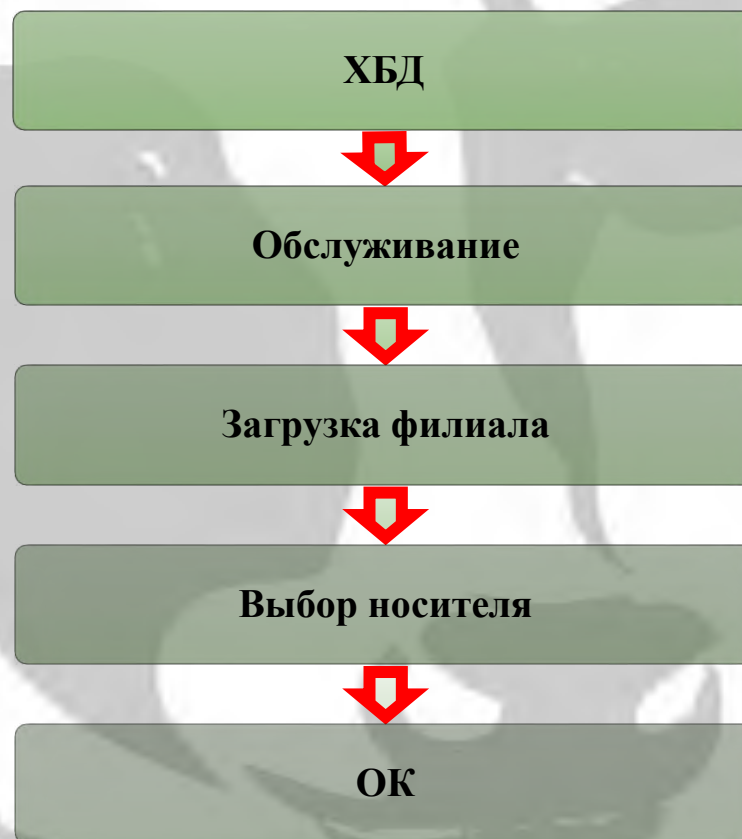 ХБД
Обслуживание
Загрузка филиала
Выбор носителя
ОК